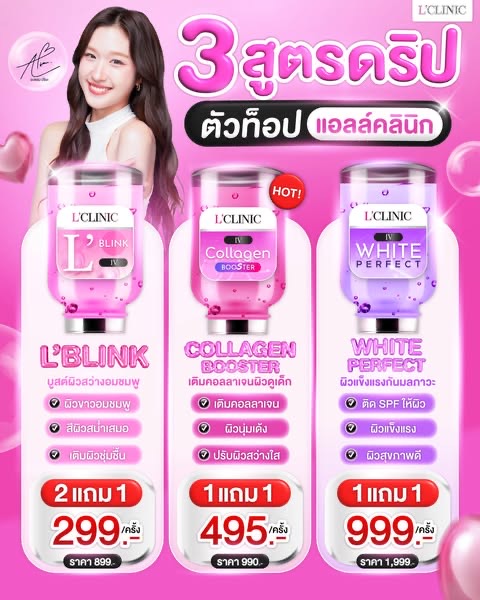 L'CLINIC
3 สูตรดริป
ตัวท็อป แอลล์คลินิก
L'CLINIC
L' BLINK
IV
L'BLINK
บูสต์ผิวสว่างอมชมพู
ผิวขาวอมชมพู
สีผิวสม่ำเสมอ
เติมผิวชุ่มชื้น
2 แถม 1
299.- /ครั้ง
ราคา 899.-
HOT!
L'CLINIC
IV
Collagen
BOOSTER
COLLAGEN
BOOSTER
เติมคอลลาเจนผิวดูเด็ก
เติมคอลลาเจน
ผิวนุ่มเด้ง
ปรับผิวสว่างใส
1 แถม 1
495.- /ครั้ง
ราคา 990.-
L'CLINIC
IV
WHITE
PERFECT
WHITE
PERFECT
ผิวแข็งแรงกันมลภาวะ
ติด SPF ให้ผิว
ผิวแข็งแรง
ผิวสุขภาพดี
1 แถม 1
999.- /ครั้ง
ราคา 1,999.-